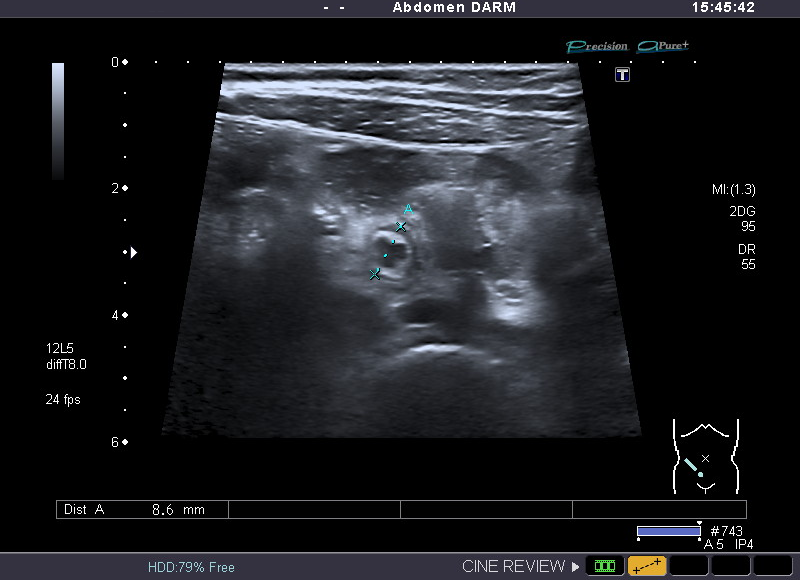 - - Abdomen DARM 15:45:42
Precision APure+
T
0
2
4
6
A
MI:(1.3)
2DG
95
DR
55
12L5
diffT8.0
24 fps
Dist A 8.6 mm
#743
A 5 IP4
HDD:79% Free
CINE REVIEW